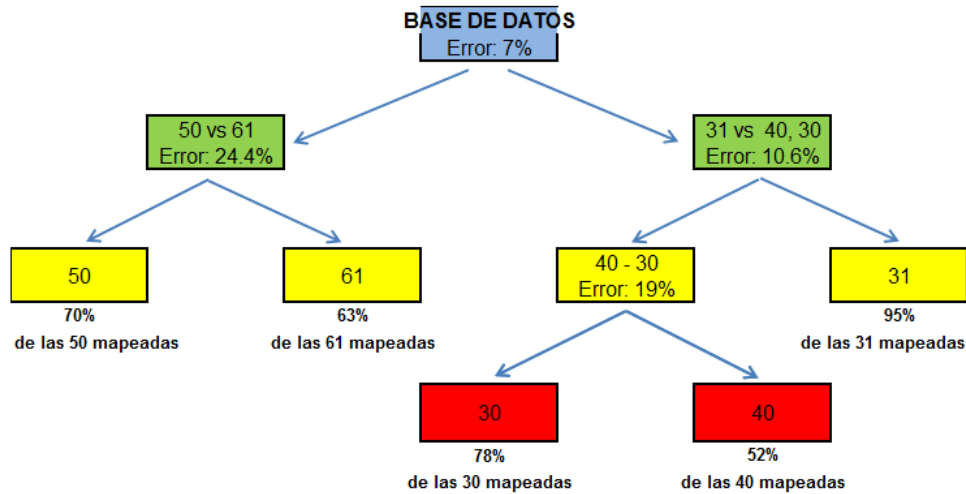 BASE DE DATOS
Error: 7%
50 vs 61
Error: 24.4%
31 vs 40, 30
Error: 10.6%
50
61
40 - 30
Error: 19%
31
70%
de las 50 mapeadas
63%
de las 61 mapeadas
95%
de las 31 mapeadas
30
40
78%
de las 30 mapeadas
52%
de las 40 mapeadas